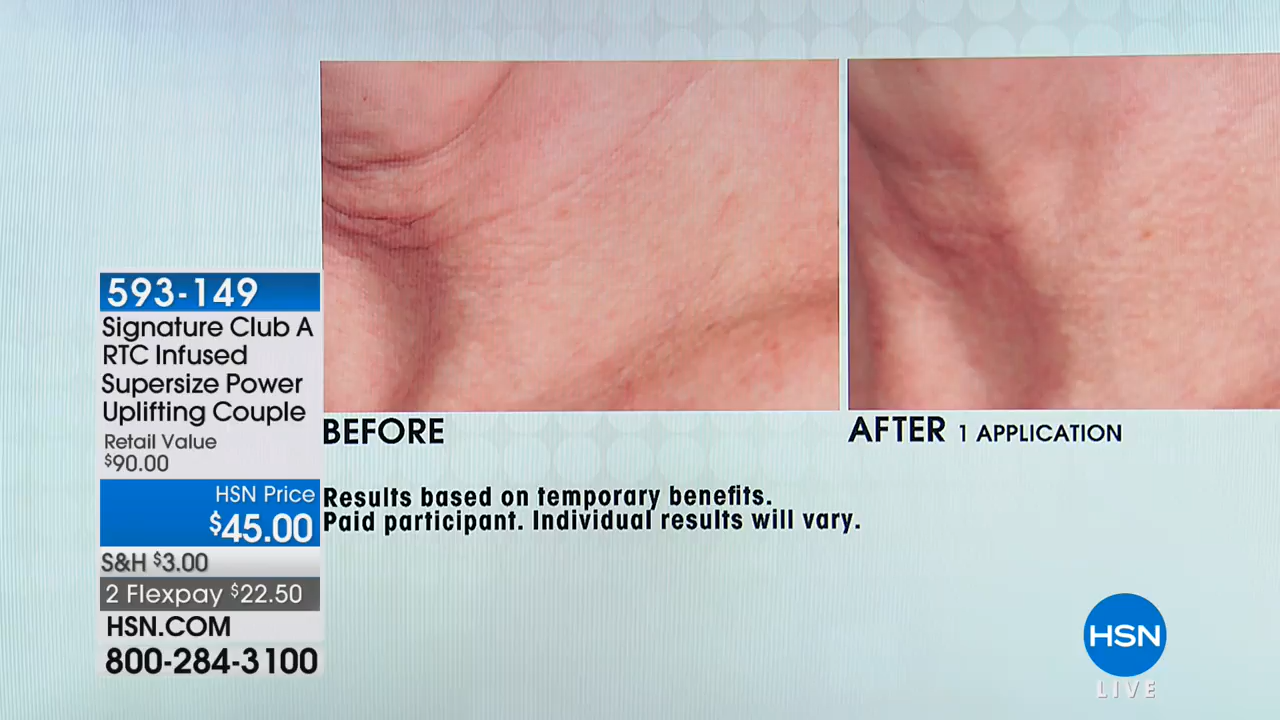 593-149
Signature Club A
RTC Infused
Supersize Power
Uplifting Couple
Retail Value
$90.00
HSN Price
$45.00
S&H $3.00
2 Flexpay $22.50
HSN.COM
800-284-3100
BEFORE
AFTER 1 APPLICATION
Results based on temporary benefits.
Paid participant. Individual results will vary.
HSN
LIVE